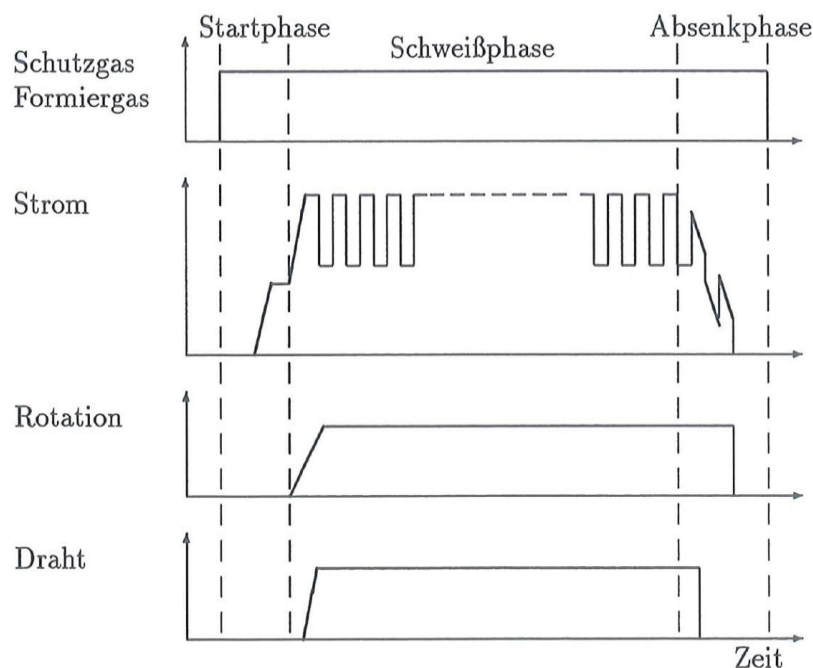 Startphase
Absenkphase
Schweißphase
Schutzgas
Formiergas
Strom
Rotation
Draht
Zeit